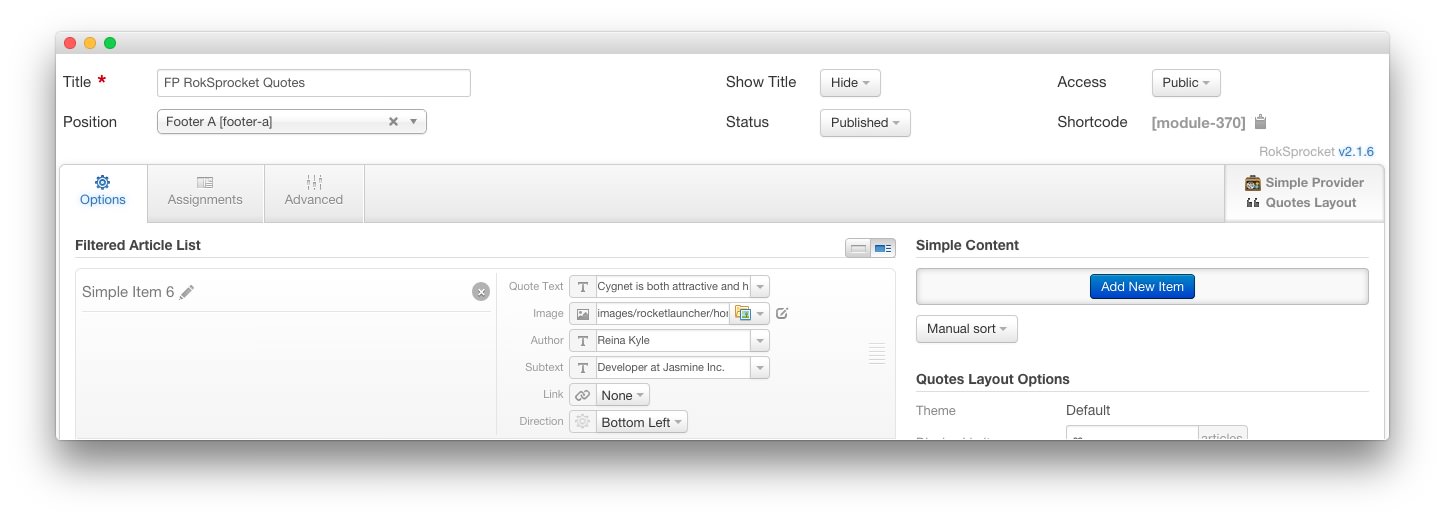 Title * FP RokSprocket Quotes Show Title Hide Access Public
Position Footer A [footer-a] Status Published Shortcode [module-370]
RokSprocket v2.1.6
Options Assignments Advanced Simple Provider
Quotes Layout
Filtered Article List
Simple Item 6
Quote Text T Cygnet is both attractive and h
Image images/rocketlauncher/ho
Author T Reina Kyle
Subtext T Developer at Jasmine Inc.
Link None
Direction Bottom Left
Simple Content
Add New Item
Manual sort
Quotes Layout Options
Theme Default
articles